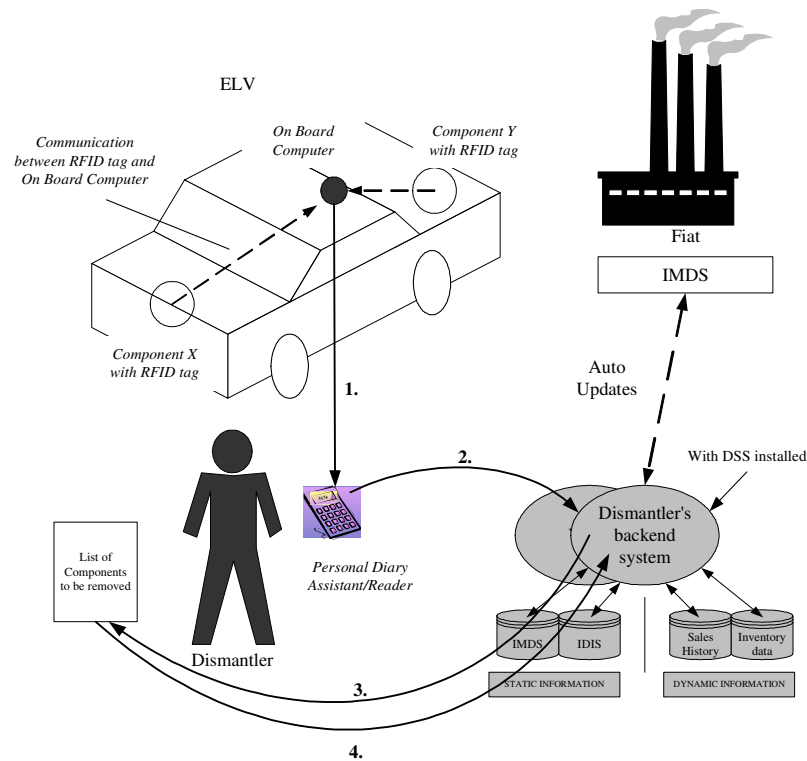 ELV
Communication
between RFID tag and
On Board Computer
On Board
Computer
Component Y
with RFID tag
Component X
with RFID tag
Fiat
IMDS
Auto
Updates
1.
2.
With DSS installed
Dismantler's
backend
system
List of
Components
to be removed
Personal Diary
Assistant/Reader
Dismantler
IMDS
IDIS
Sales
History
Inventory
data
STATIC INFORMATION
DYNAMIC INFORMATION
3.
4.